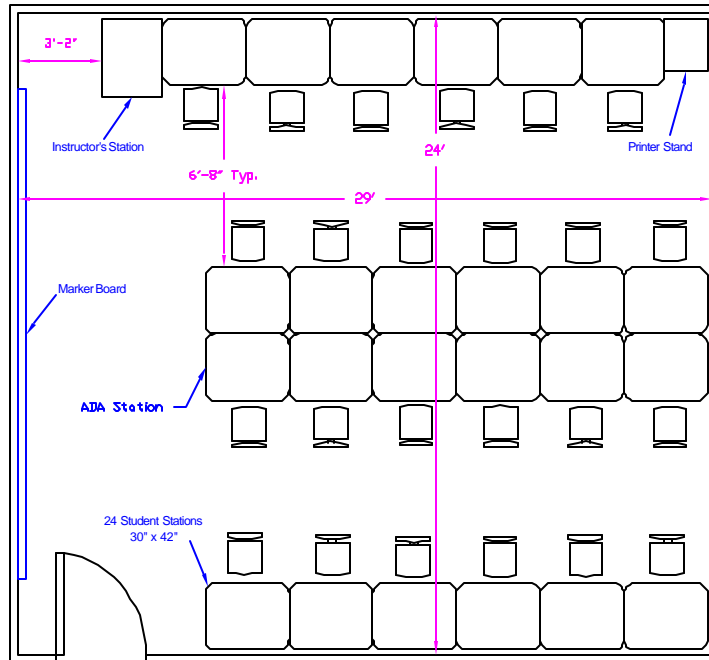 3'-2"
Instructor's Station
Printer Stand
24'
6'-8" Typ.
29'
Marker Board
ADA Station
24 Student Stations
30" x 42"